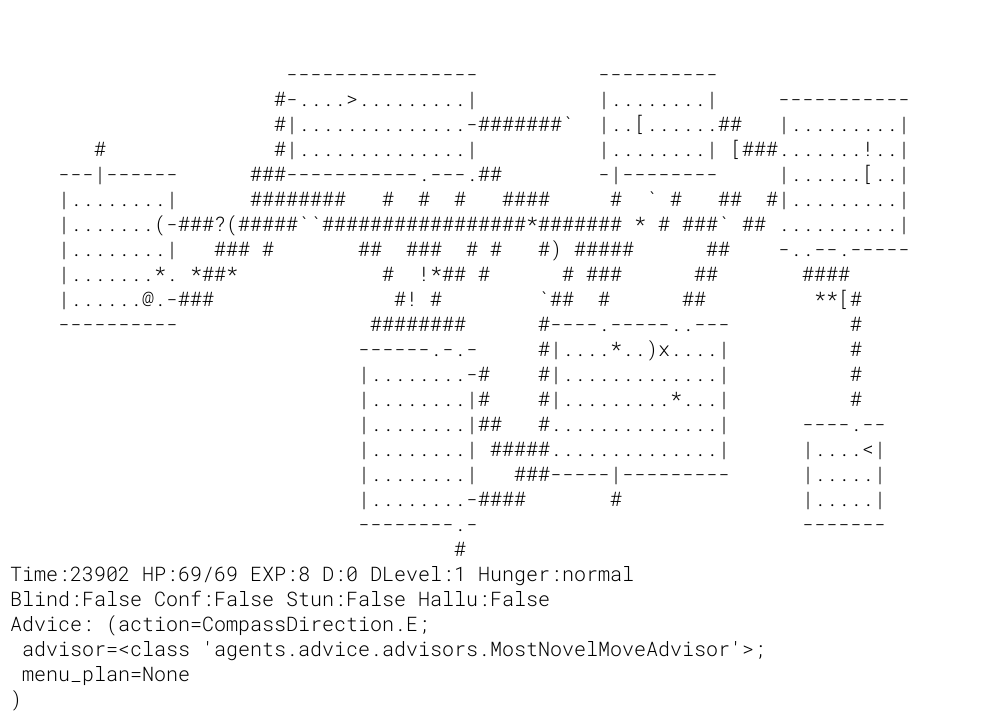 ----------------          ----------
                       #-....>.........|          |........|     -----------
                       #|..............-#######`  |..[......##   |.........|
       #               #|..............|          |........| [###.......!..|
    ---|------       ###-----------.---.##        -|--------     |......[..|
    |........|       ########   #  #  #   ####     #  ` #   ##  #|.........|
    |.......(-###?(#####``#################*####### * # ###` ## ..........|
    |........|   ### #       ##  ###  # #   #) #####      ##    -..--.-----
    |.......*. *##*            #  !*## #      # ###      ##       ####
    |......@.-###               #! #        `##  #      ##         **[#
    ----------                ########      #----.-----..---          #
                              ------.-.-     #|....*..)x....|          #
                              |........-#    #|.............|          #
                              |........|#    #|.........*...|          #
                              |........|##   #..............|      ----.--
                              |........| #####..............|      |....<|
                              |........|   ###-----|---------      |.....|
                              |........-####       #               |.....|
                              --------.-                           -------
                                      #
Time:23902 HP:69/69 EXP:8 D:0 DLevel:1 Hunger:normal
Blind:False Conf:False Stun:False Hallu:False
Advice: (action=CompassDirection.E;
 advisor=<class 'agents.advice.advisors.MostNovelMoveAdvisor'>;
 menu_plan=None
)